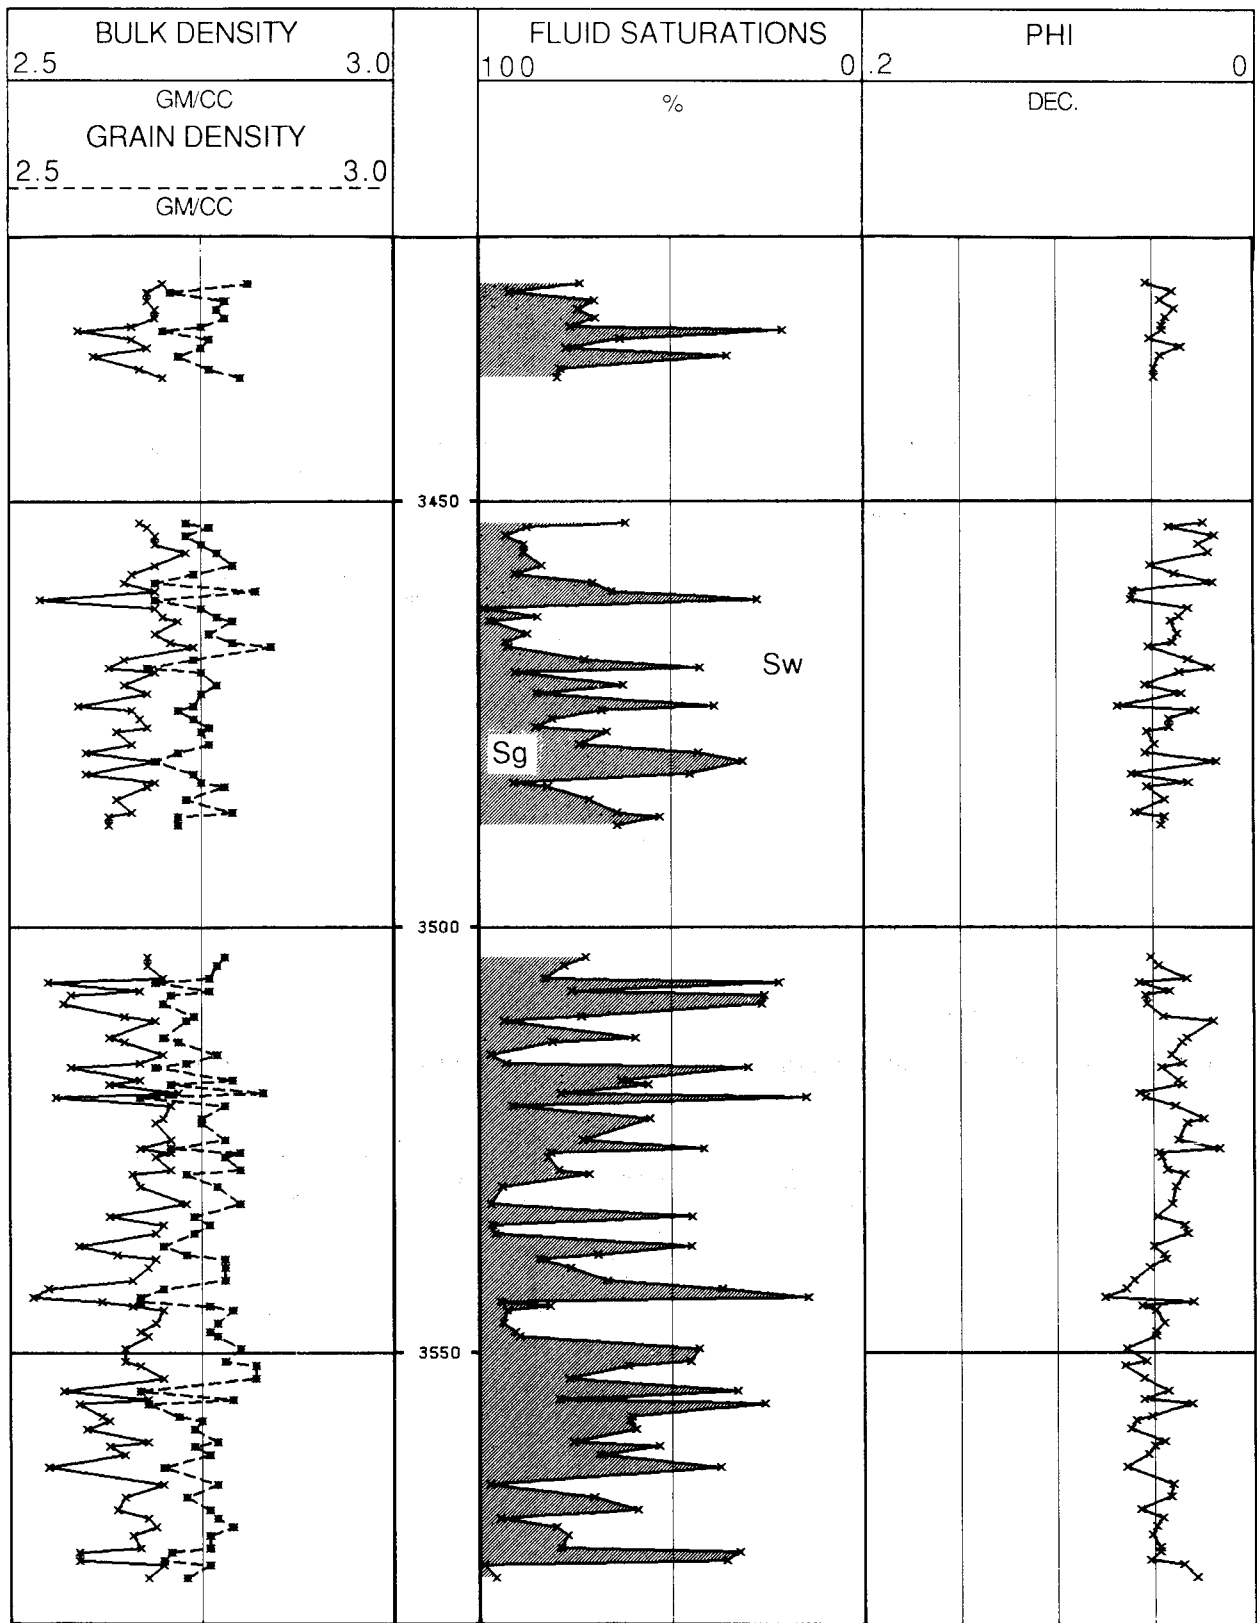 BULK DENSITY
2.5 3.0
GM/CC
GRAIN DENSITY
2.5 3.0
GM/CC
FLUID SATURATIONS
100 0
%
PHI
.2 0
DEC.
3450
Sw
Sg
3500
3550